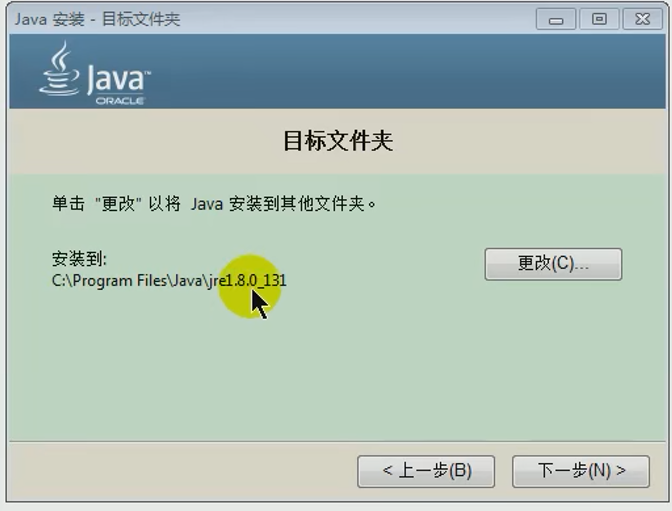 Java 安装 - 目标文件夹
Java™
ORACLE
目标文件夹
单击 "更改" 以将 Java 安装到其他文件夹。
安装到:
C:\Program Files\Java\jre1.8.0_131
更改(C)...
< 上一步(B)
下一步(N) >